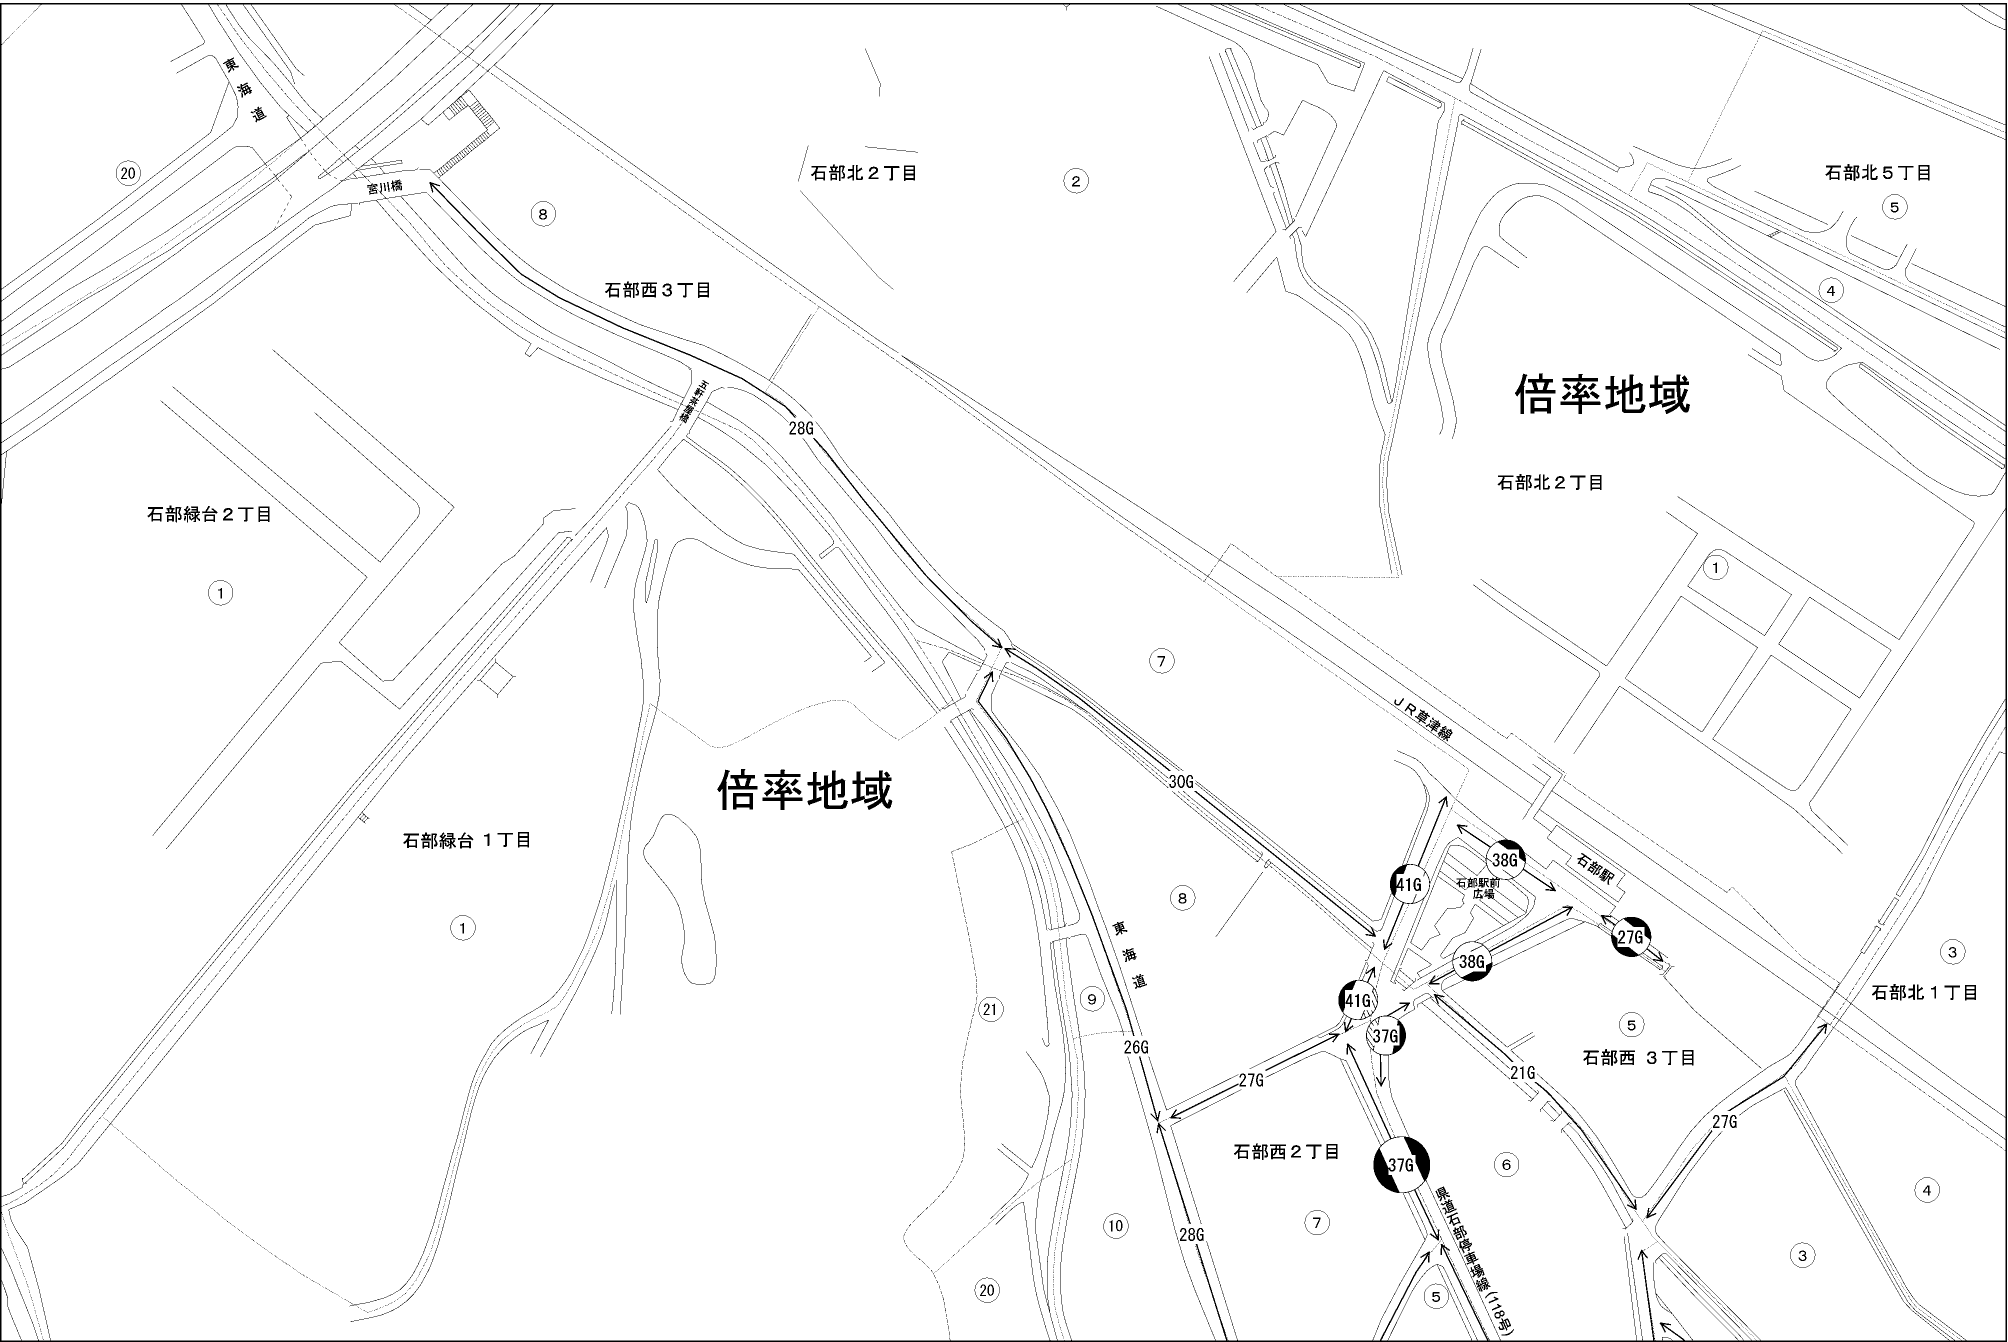 東海道
20
宮川橋
8
石部北２丁目
2
石部北５丁目
5
4
石部西３丁目
倍率地域
28G
石部北２丁目
石部緑台２丁目
1
1
7
ＪＲ草津線
倍率地域
30G
石部緑台 １丁目
1
38G
石部駅
41G
石部駅前
広場
8
東海道
27G
38G
3
石部北１丁目
9
21
41G
5
37G
26G
石部西 ３丁目
21G
27G
27G
石部西２丁目
37G
6
4
10
7
28G
県道石部停車場線(118号)
3
20
5